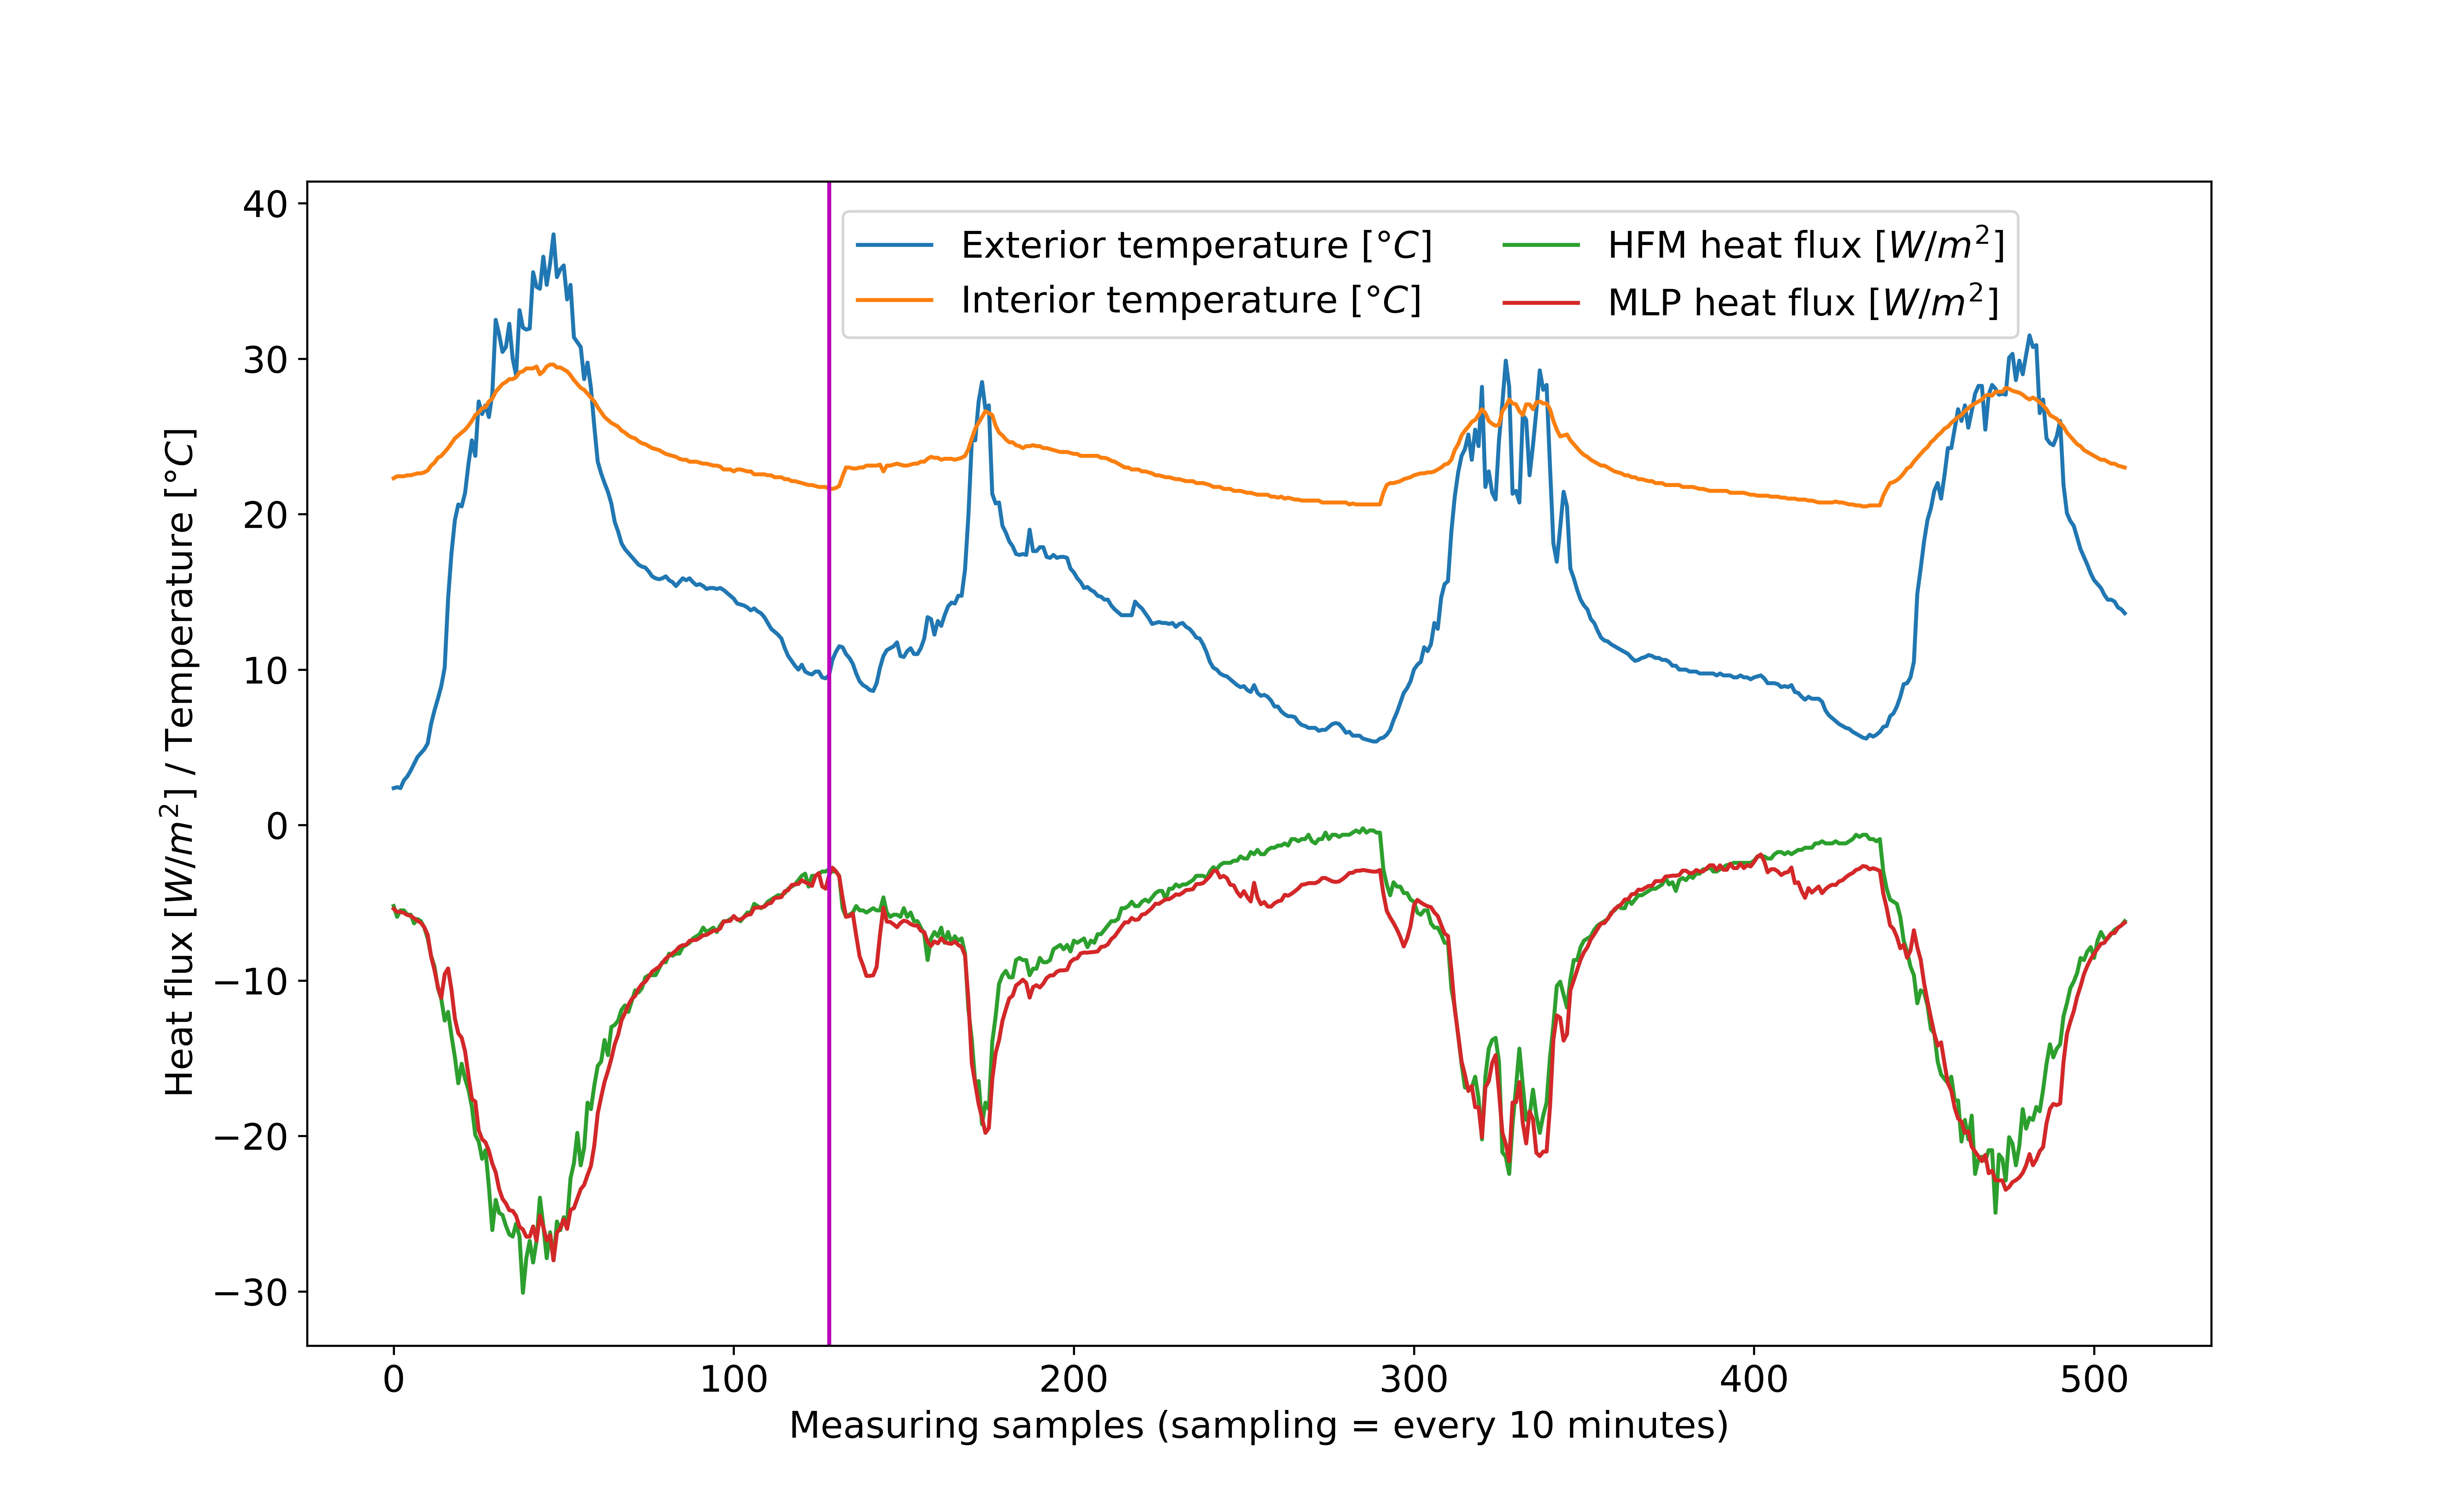 Exterior temperature [°C]
Interior temperature [°C]
HFM heat flux [W/m²]
MLP heat flux [W/m²]
Heat flux [W/m²] / Temperature [°C]
40
30
20
10
0
−10
−20
−30
0
100
200
300
400
500
Measuring samples (sampling = every 10 minutes)